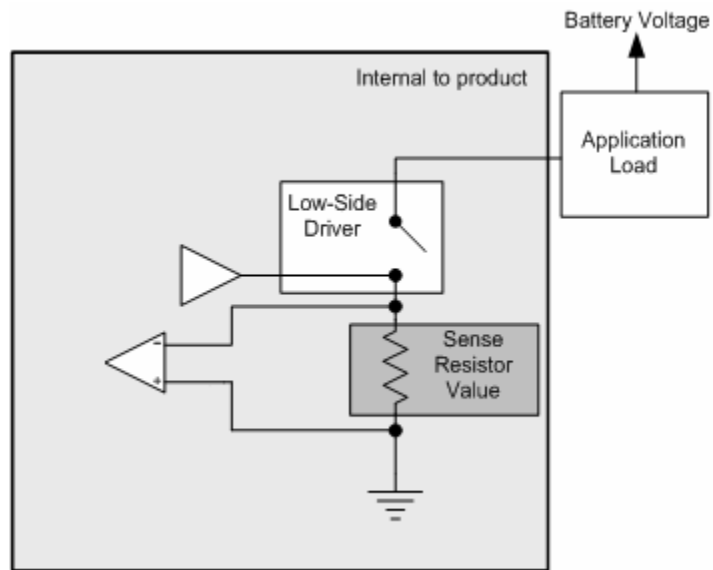 Battery Voltage
Internal to product
Application
Load
Low-Side
Driver
-
+
Sense
Resistor
Value